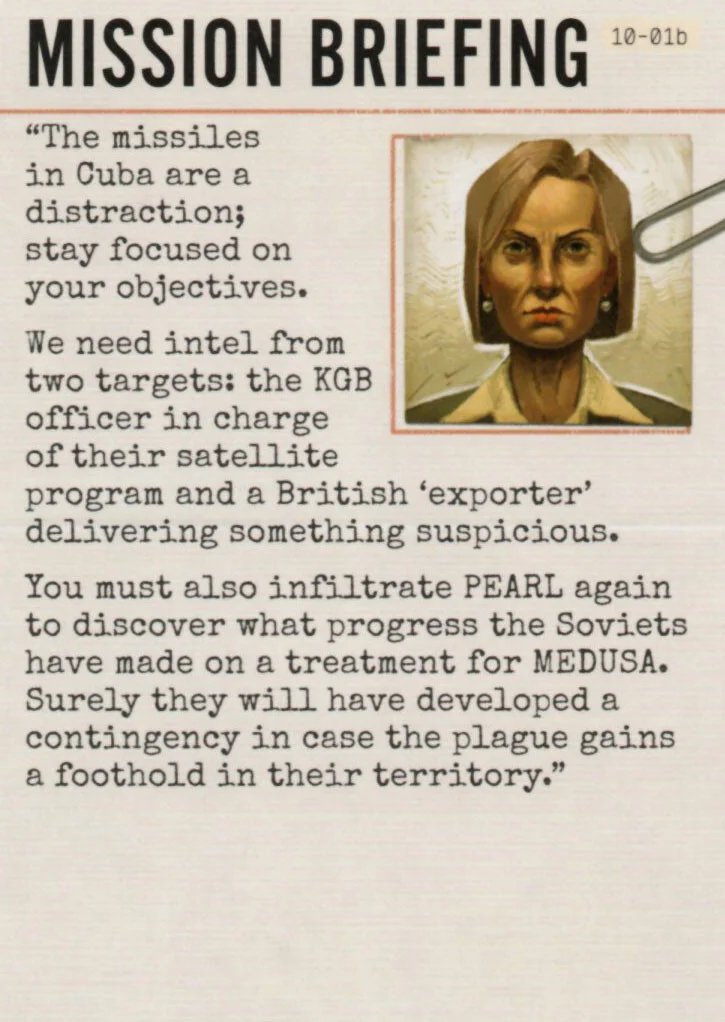 MISSION BRIEFING 10-01b
“The missiles
in Cuba are a
distraction;
stay focused on
your objectives.
We need intel from
two targets: the KGB
officer in charge
of their satellite
program and a British ‘exporter’
delivering something suspicious.
You must also infiltrate PEARL again
to discover what progress the Soviets
have made on a treatment for MEDUSA.
Surely they will have developed a
contingency in case the plague gains
a foothold in their territory.”